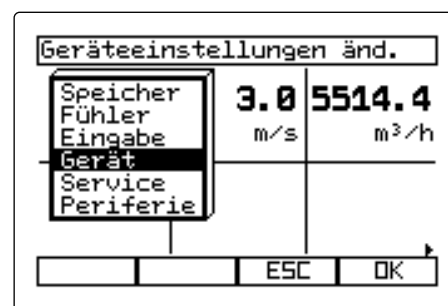 Geräteeinstellungen änd.
Speicher
Fühler
Eingabe
Gerät
Service
Periferie
3.0 5514.4
m/s m³/h
ESC OK